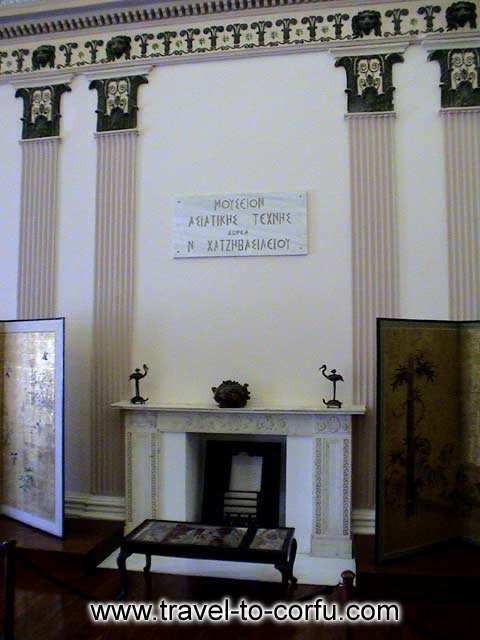 ΜΟΥΣΕΙΟΝ
ΑΣΙΑΤΙΚΗΣ ΤΕΧΝΗΣ
ΔΩΡΕΑ
Ν ΧΑΤΖΗΒΑΣΙΛΕΙΟΥ
www.travel-to-corfu.com